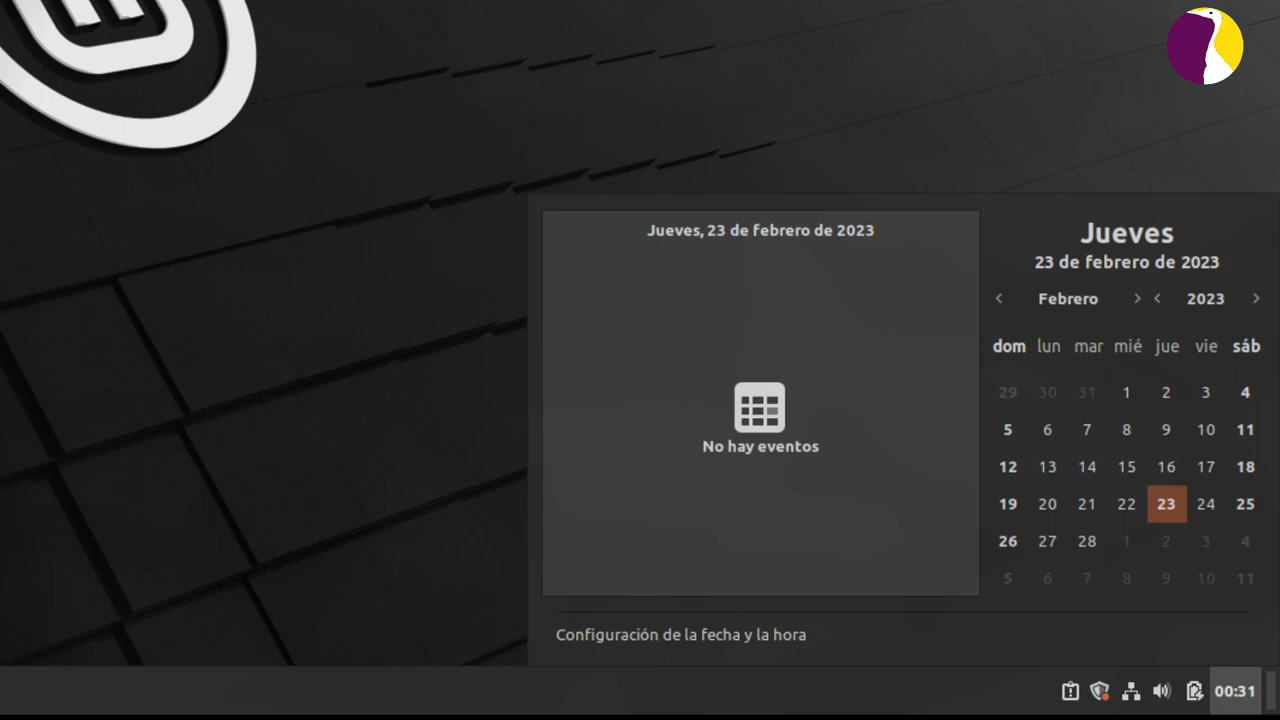 Jueves, 23 de febrero de 2023
No hay eventos
Jueves
23 de febrero de 2023
Febrero 2023
dom lun mar mié jue vie sáb
29 30 31 1 2 3 4
5 6 7 8 9 10 11
12 13 14 15 16 17 18
19 20 21 22 23 24 25
26 27 28 1 2 3 4
5 6 7 8 9 10 11
Configuración de la fecha y la hora
00:31